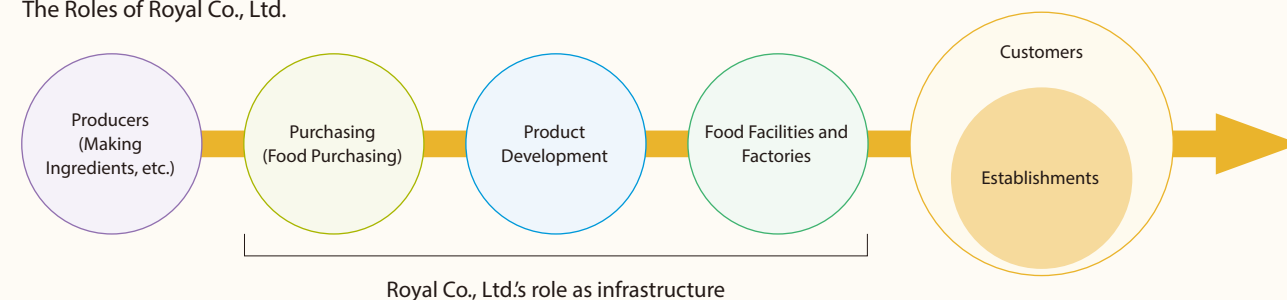 The Roles of Royal Co., Ltd.
Producers
(Making
Ingredients, etc.)
Purchasing
(Food Purchasing)
Product
Development
Food Facilities and
Factories
Customers
Establishments
Royal Co., Ltd.'s role as infrastructure